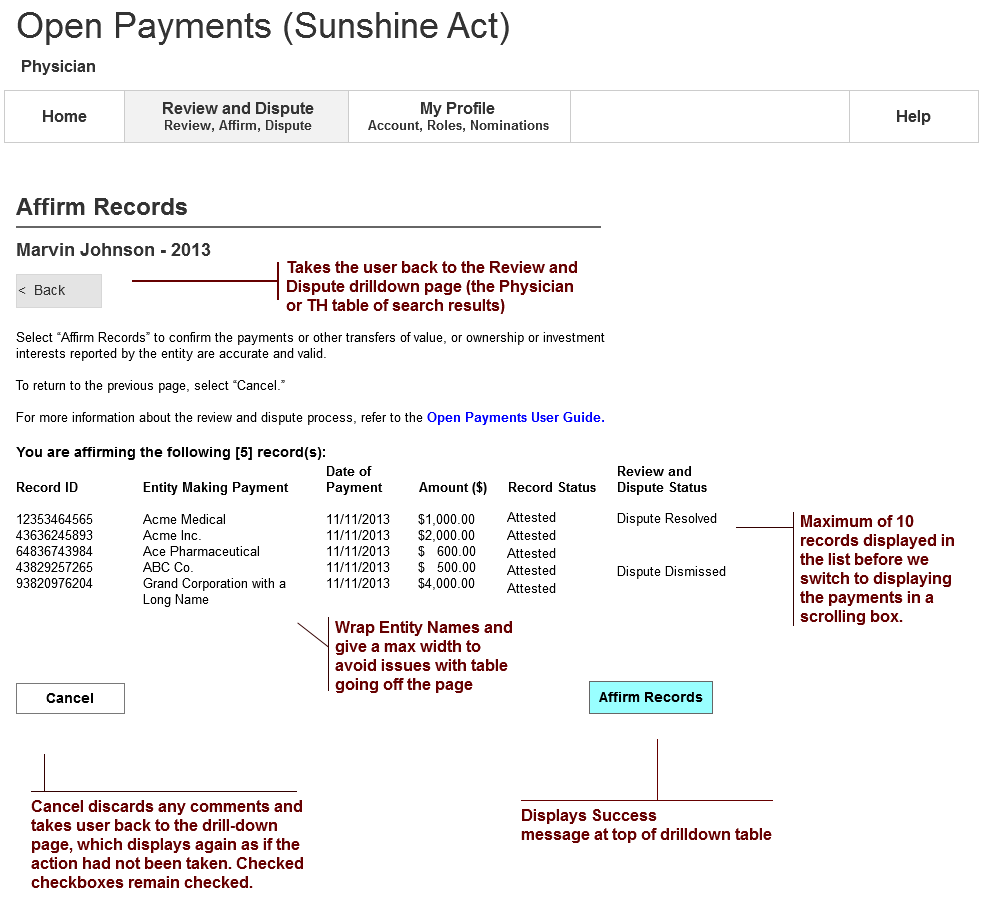 Open Payments (Sunshine Act)
Physician
Home
Review and Dispute
Review, Affirm, Dispute
My Profile
Account, Roles, Nominations
Help
Affirm Records
Marvin Johnson - 2013
< Back
Takes the user back to the Review and
Dispute drilldown page (the Physician
or TH table of search results)
Select “Affirm Records” to confirm the payments or other transfers of value, or ownership or investment
interests reported by the entity are accurate and valid.
To return to the previous page, select “Cancel.”
For more information about the review and dispute process, refer to the Open Payments User Guide.
You are affirming the following [5] record(s):
Record ID Entity Making Payment Date of Payment Amount ($) Record Status Review and Dispute Status
12353464565 Acme Medical 11/11/2013 $1,000.00 Attested Dispute Resolved
43636245893 Acme Inc. 11/11/2013 $2,000.00 Attested
64836743984 Ace Pharmaceutical 11/11/2013 $ 600.00 Attested
43829257265 ABC Co. 11/11/2013 $ 500.00 Attested Dispute Dismissed
93820976204 Grand Corporation with a 11/11/2013 $4,000.00 Attested
Long Name
Maximum of 10
records displayed in
the list before we
switch to displaying
the payments in a
scrolling box.
Wrap Entity Names and
give a max width to
avoid issues with table
going off the page
Cancel
Affirm Records
Cancel discards any comments and
takes user back to the drill-down
page, which displays again as if the
action had not been taken. Checked
checkboxes remain checked.
Displays Success
message at top of drilldown table